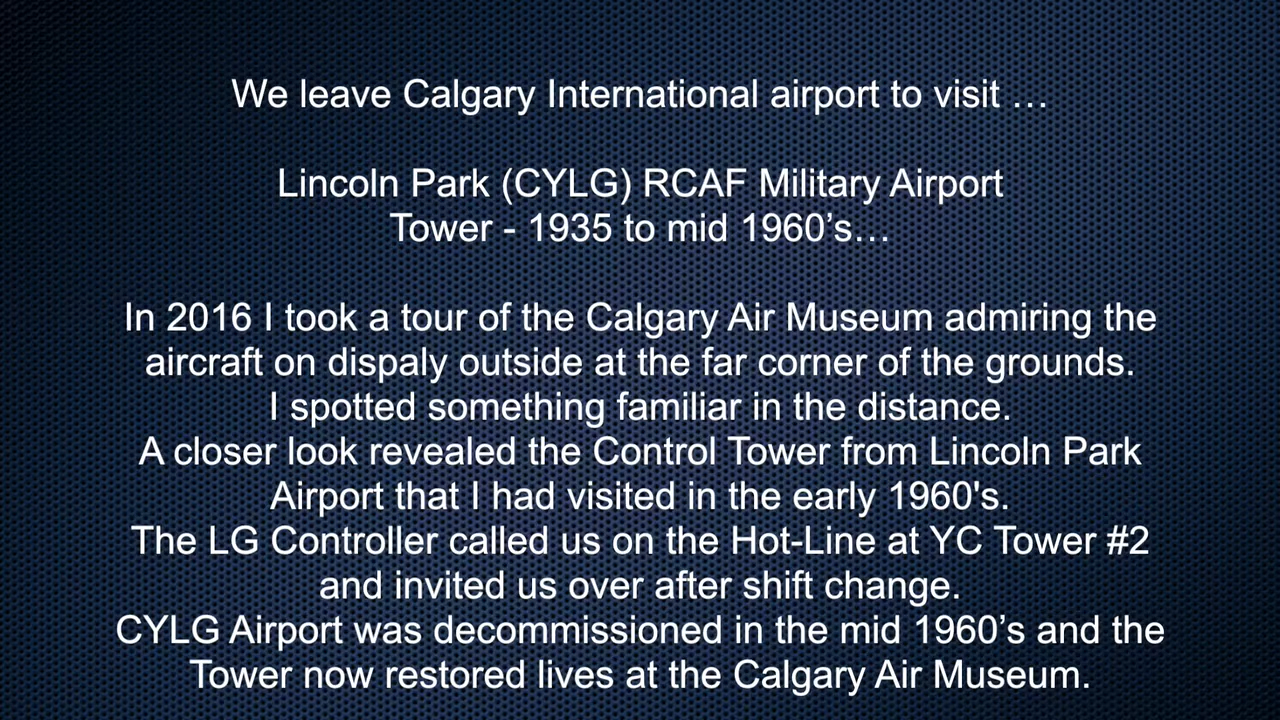 We leave Calgary International airport to visit …
Lincoln Park (CYLG) RCAF Military Airport
Tower - 1935 to mid 1960’s…
In 2016 I took a tour of the Calgary Air Museum admiring the
aircraft on dispaly outside at the far corner of the grounds.
I spotted something familiar in the distance.
A closer look revealed the Control Tower from Lincoln Park
Airport that I had visited in the early 1960's.
The LG Controller called us on the Hot-Line at YC Tower #2
and invited us over after shift change.
CYLG Airport was decommissioned in the mid 1960’s and the
Tower now restored lives at the Calgary Air Museum.